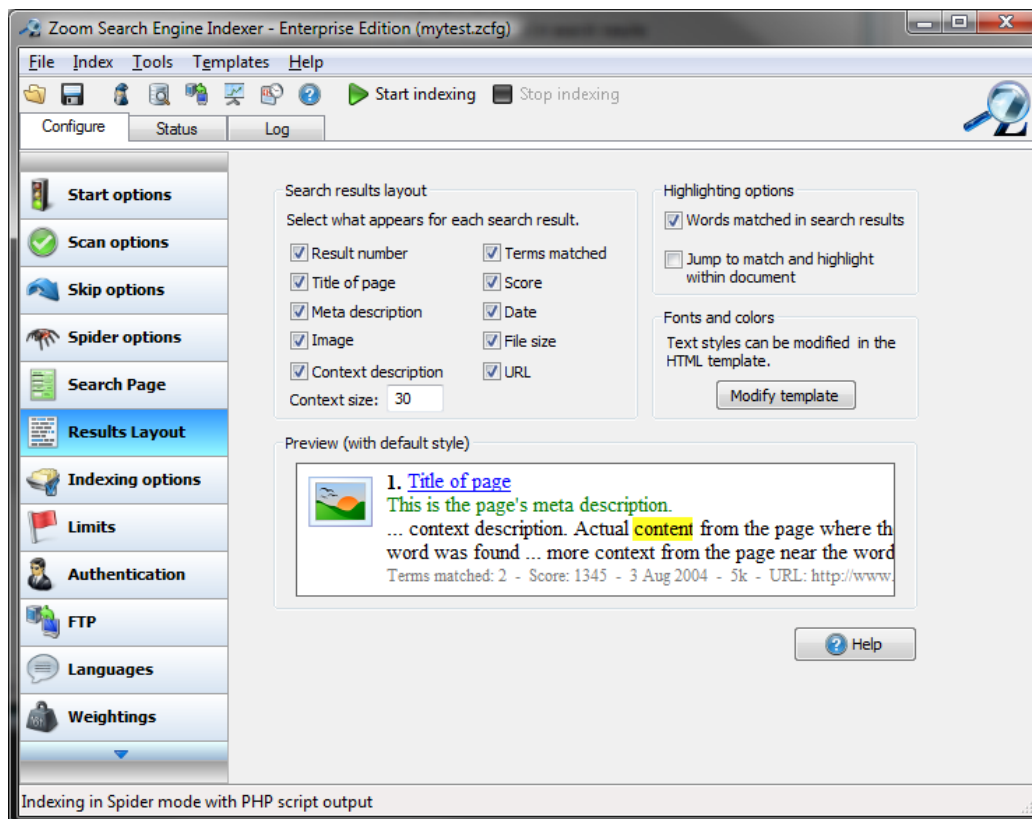 Zoom Search Engine Indexer - Enterprise Edition (mytest.zcfg)
File Index Tools Templates Help
Start indexing Stop indexing
Configure Status Log
Start options
Scan options
Skip options
Spider options
Search Page
Results Layout
Indexing options
Limits
Authentication
FTP
Languages
Weightings
Search results layout
Select what appears for each search result.
Result number Terms matched
Title of page Score
Meta description Date
Image File size
Context description URL
Context size: 30
Highlighting options
Words matched in search results
Jump to match and highlight
within document
Fonts and colors
Text styles can be modified in the
HTML template.
Modify template
Preview (with default style)
1. Title of page
This is the page's meta description.
... context description. Actual content from the page where th
word was found ... more context from the page near the word
Terms matched: 2 - Score: 1345 - 3 Aug 2004 - 5k - URL: http://www.
Help
Indexing in Spider mode with PHP script output